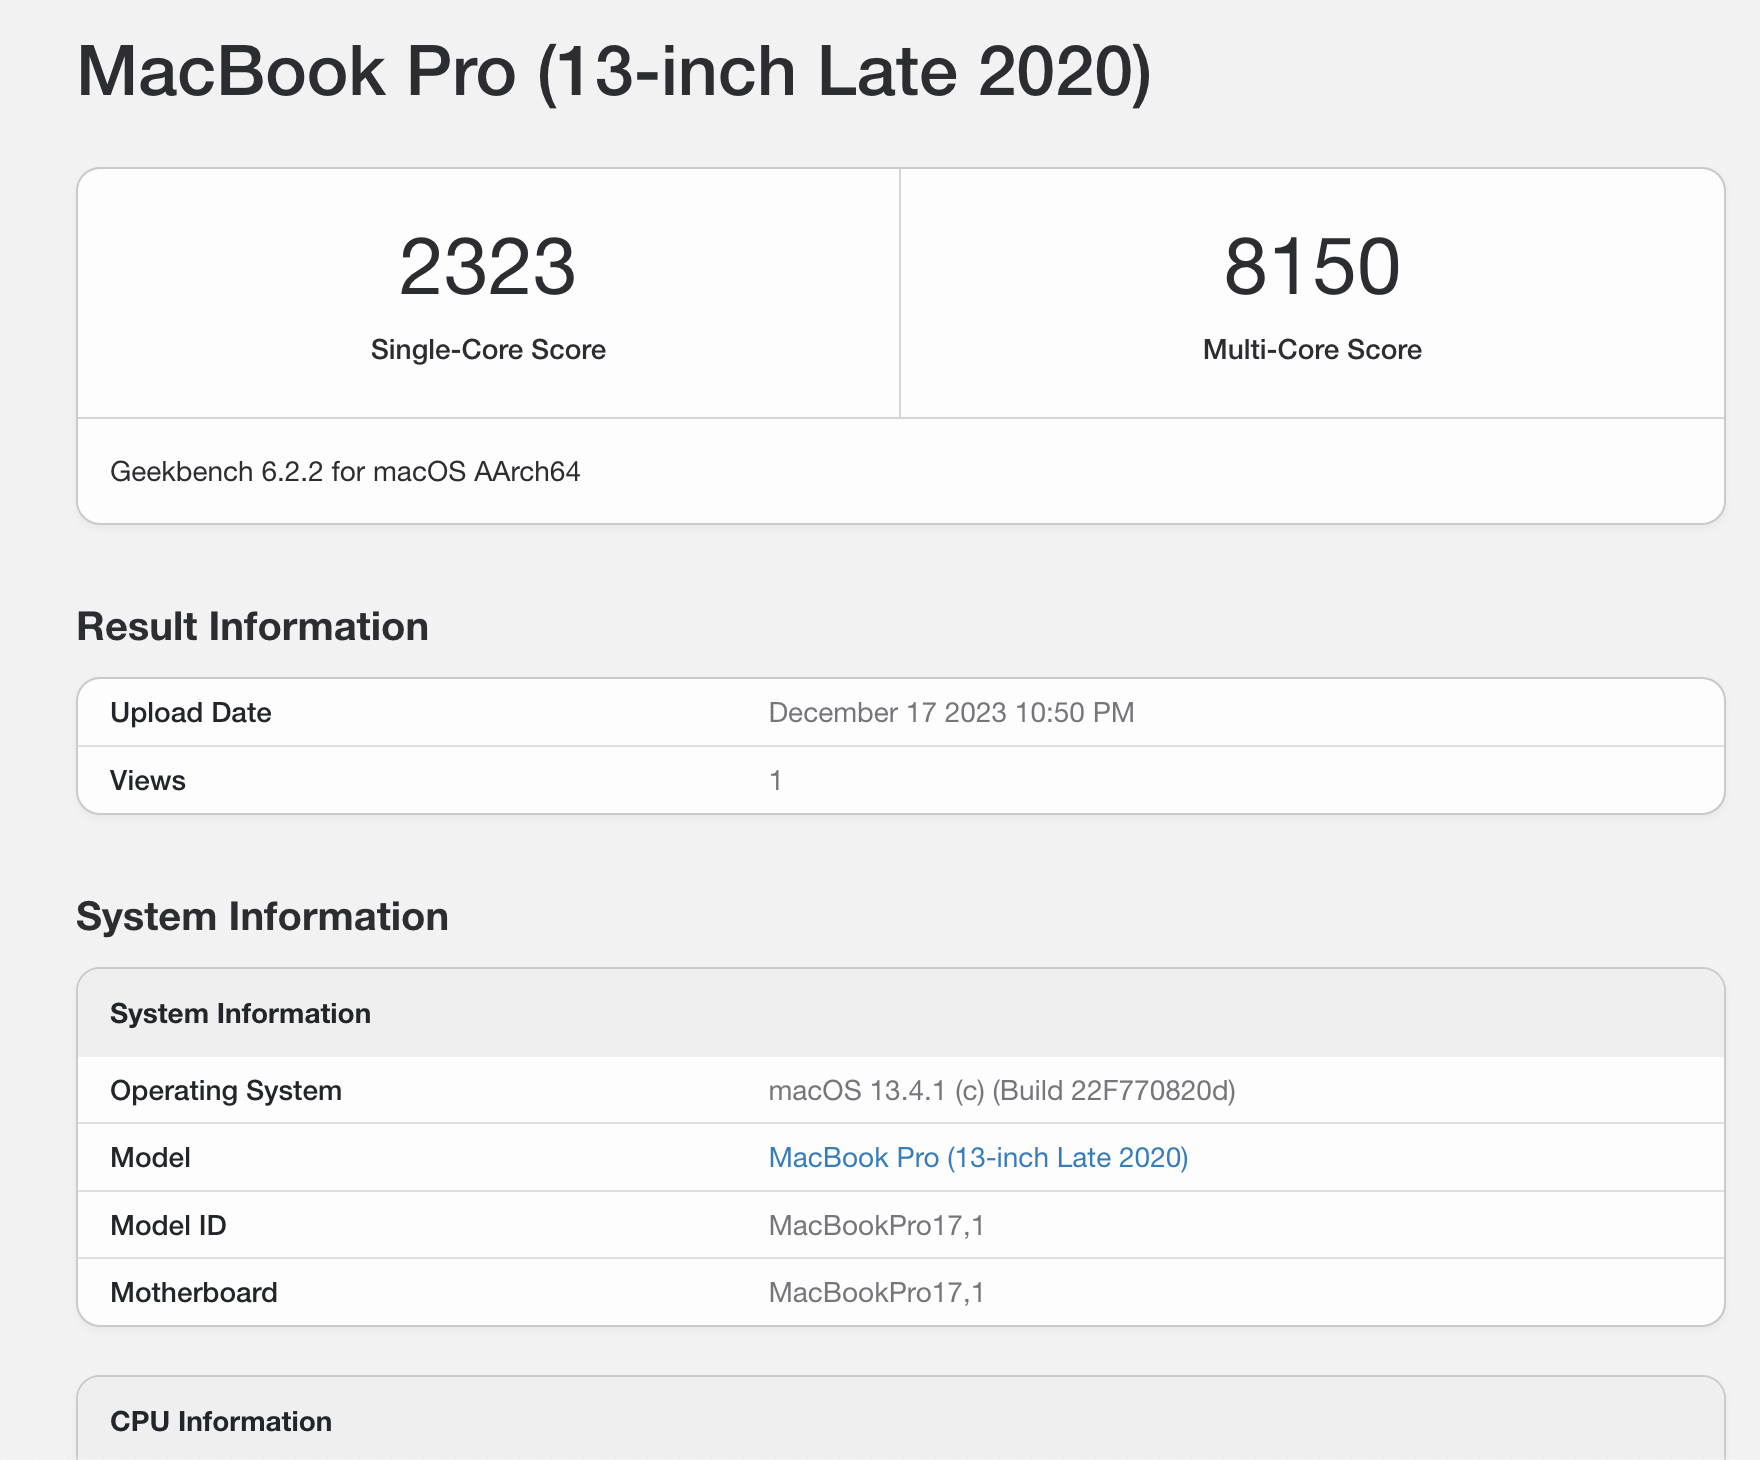 MacBook Pro (13-inch Late 2020)
2323
Single-Core Score
8150
Multi-Core Score
Geekbench 6.2.2 for macOS AArch64
Result Information
Upload Date December 17 2023 10:50 PM
Views 1
System Information
System Information
Operating System macOS 13.4.1 (c) (Build 22F770820d)
Model MacBook Pro (13-inch Late 2020)
Model ID MacBookPro17,1
Motherboard MacBookPro17,1
CPU Information